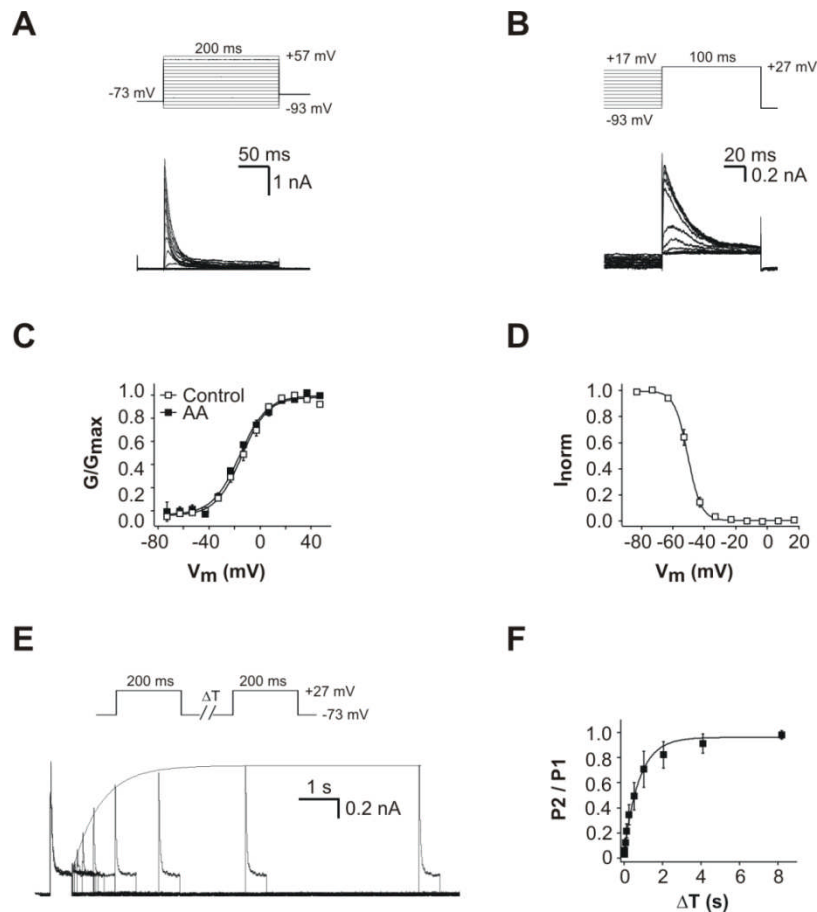 A
200 ms
+57 mV
-73 mV
-93 mV
50 ms
1 nA
B
+17 mV
100 ms
+27 mV
-93 mV
20 ms
0.2 nA
C
G/Gmax
1.0
0.8
0.6
0.4
0.2
0.0
Control
AA
-80 -40 0 40
Vm (mV)
D
Inorm
1.0
0.8
0.6
0.4
0.2
0.0
-80 -60 -40 -20 0 20
Vm (mV)
E
200 ms ΔT 200 ms
+27 mV
-73 mV
1 s
0.2 nA
F
P2 / P1
1.0
0.8
0.6
0.4
0.2
0
0 2 4 6 8
ΔT (s)